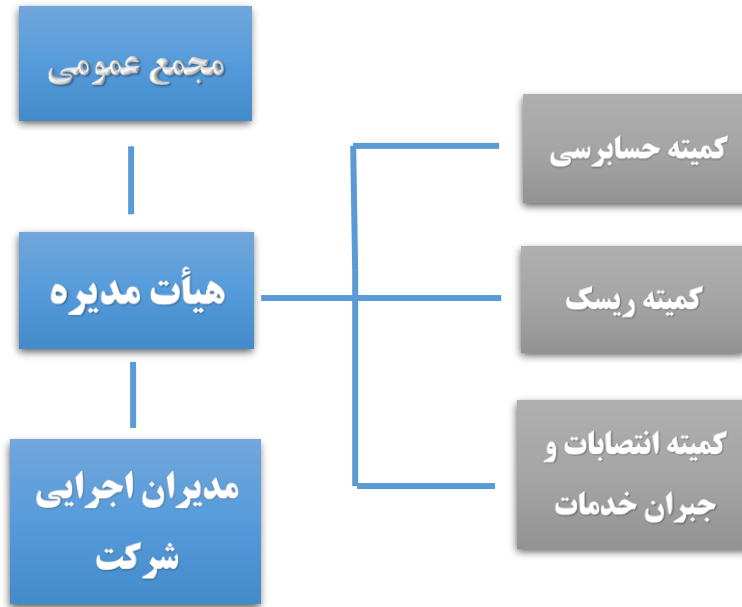 مجمع عمومی
کمیته حسابرسی
هیأت مدیره
کمیته ریسک
مدیران اجرایی
شرکت
کمیته انتصابات و
جبران خدمات